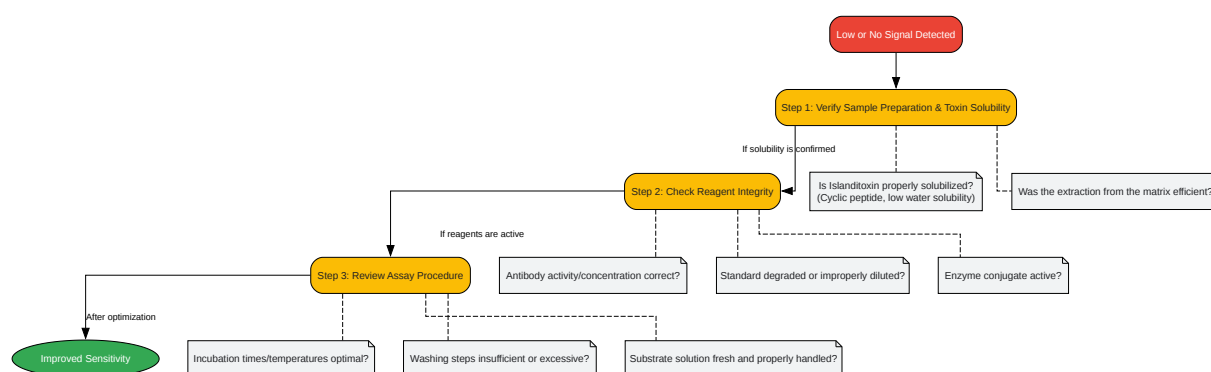 Low or No Signal Detected
Step 1: Verify Sample Preparation & Toxin Solubility
If solubility is confirmed
Is Islanditoxin properly solubilized?
(Cyclic peptide, low water solubility)
Was the extraction from the matrix efficient?
Step 2: Check Reagent Integrity
If reagents are active
Antibody activity/concentration correct?
Standard degraded or improperly diluted?
Enzyme conjugate active?
Step 3: Review Assay Procedure
After optimization
Improved Sensitivity
Incubation times/temperatures optimal?
Washing steps insufficient or excessive?
Substrate solution fresh and properly handled?